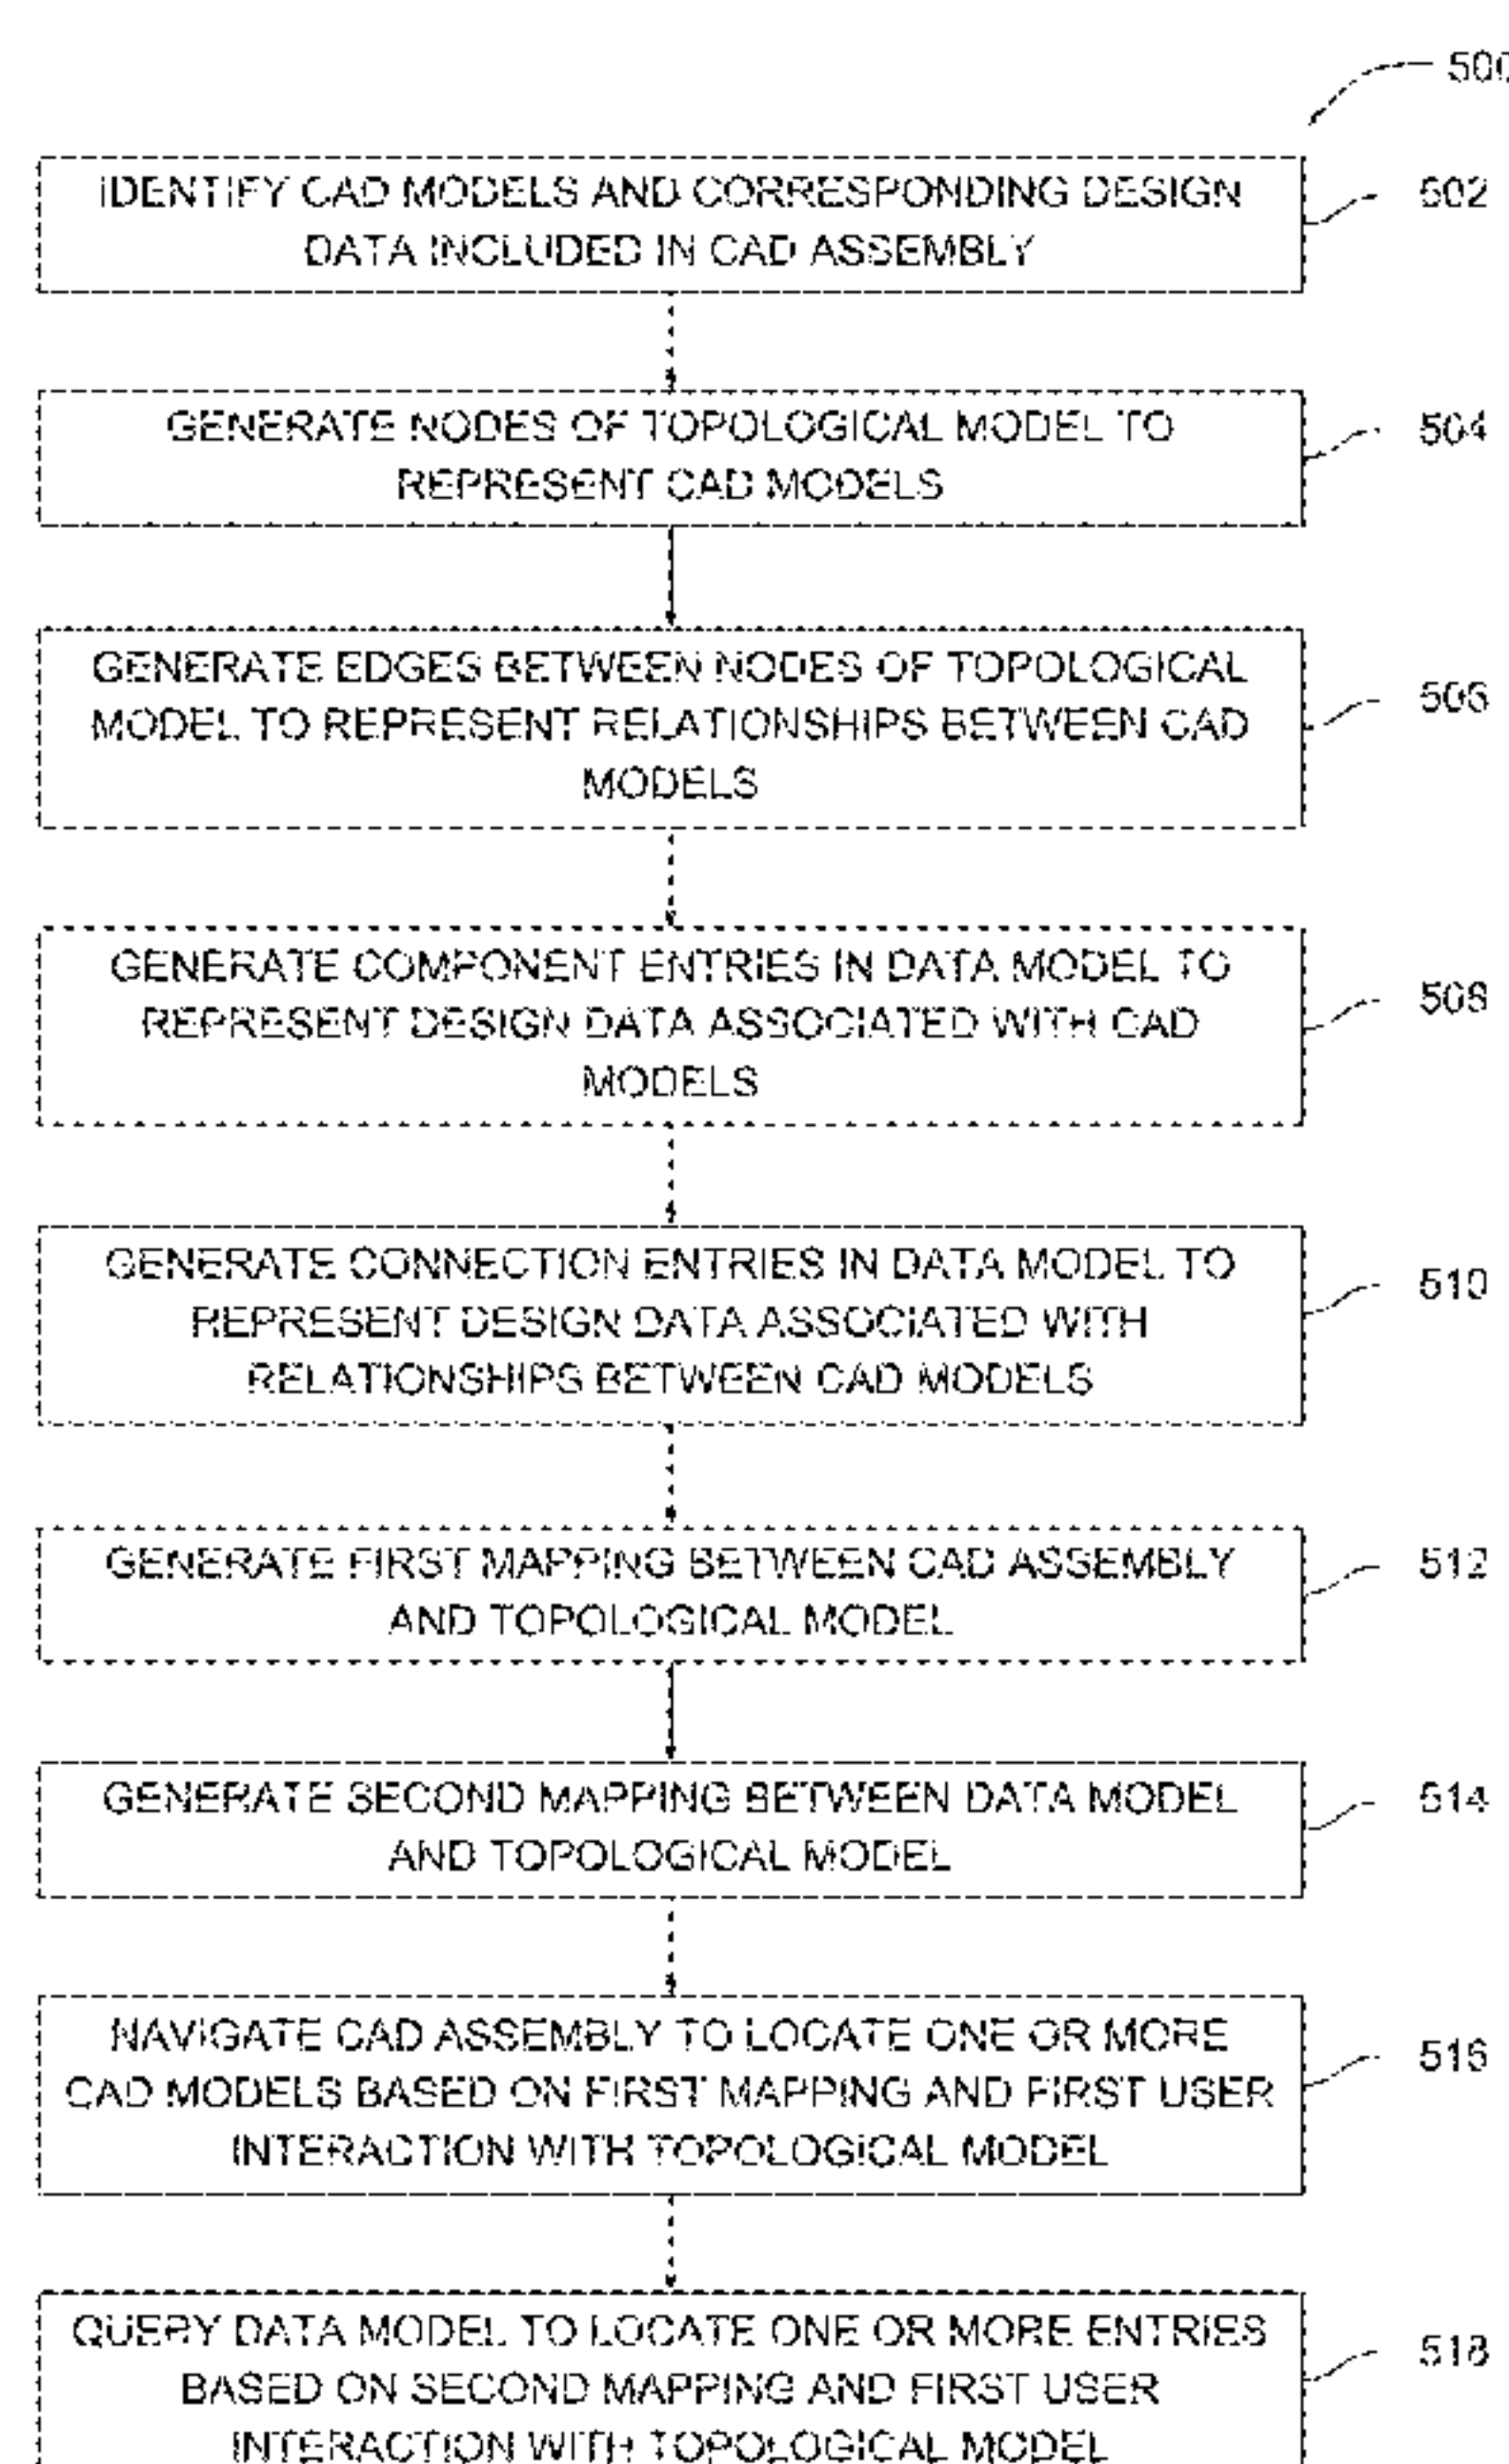 500
IDENTIFY CAD MODELS AND CORRESPONDING DESIGN
DATA INCLUDED IN CAD ASSEMBLY
502
GENERATE NODES OF TOPOLOGICAL MODEL TO
REPRESENT CAD MODELS
504
GENERATE EDGES BETWEEN NODES OF TOPOLOGICAL
MODEL TO REPRESENT RELATIONSHIPS BETWEEN CAD
MODELS
506
GENERATE COMPONENT ENTRIES IN DATA MODEL TO
REPRESENT DESIGN DATA ASSOCIATED WITH CAD
MODELS
508
GENERATE CONNECTION ENTRIES IN DATA MODEL TO
REPRESENT DESIGN DATA ASSOCIATED WITH
RELATIONSHIPS BETWEEN CAD MODELS
510
GENERATE FIRST MAPPING BETWEEN CAD ASSEMBLY
AND TOPOLOGICAL MODEL
512
GENERATE SECOND MAPPING BETWEEN DATA MODEL
AND TOPOLOGICAL MODEL
514
NAVIGATE CAD ASSEMBLY TO LOCATE ONE OR MORE
CAD MODELS BASED ON FIRST MAPPING AND FIRST USER
INTERACTION WITH TOPOLOGICAL MODEL
516
QUERY DATA MODEL TO LOCATE ONE OR MORE ENTRIES
BASED ON SECOND MAPPING AND FIRST USER
INTERACTION WITH TOPOLOGICAL MODEL
518